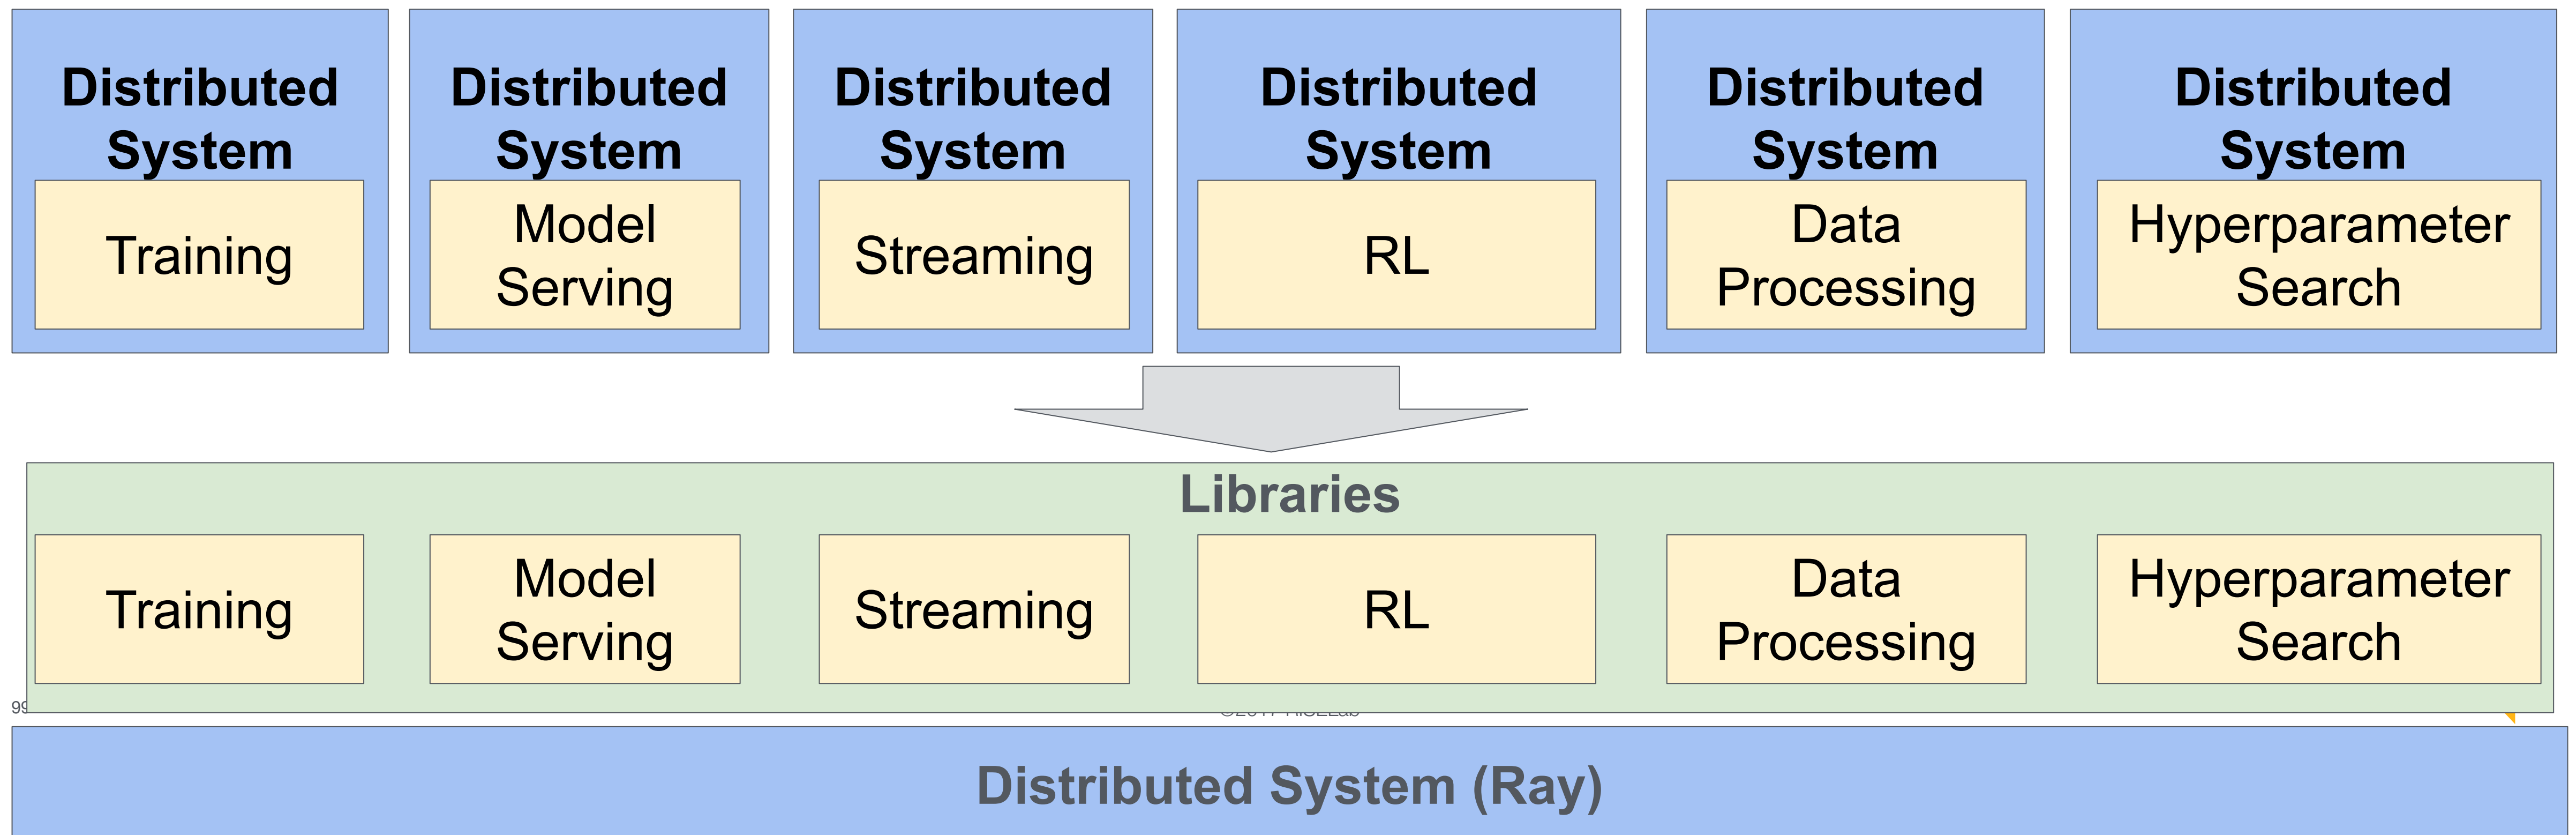 Distributed
System
Training
Distributed
System
Model
Serving
Distributed
System
Streaming
Distributed
System
RL
Distributed
System
Data
Processing
Distributed
System
Hyperparameter
Search
Libraries
Training
Model
Serving
Streaming
RL
Data
Processing
Hyperparameter
Search
Distributed System (Ray)